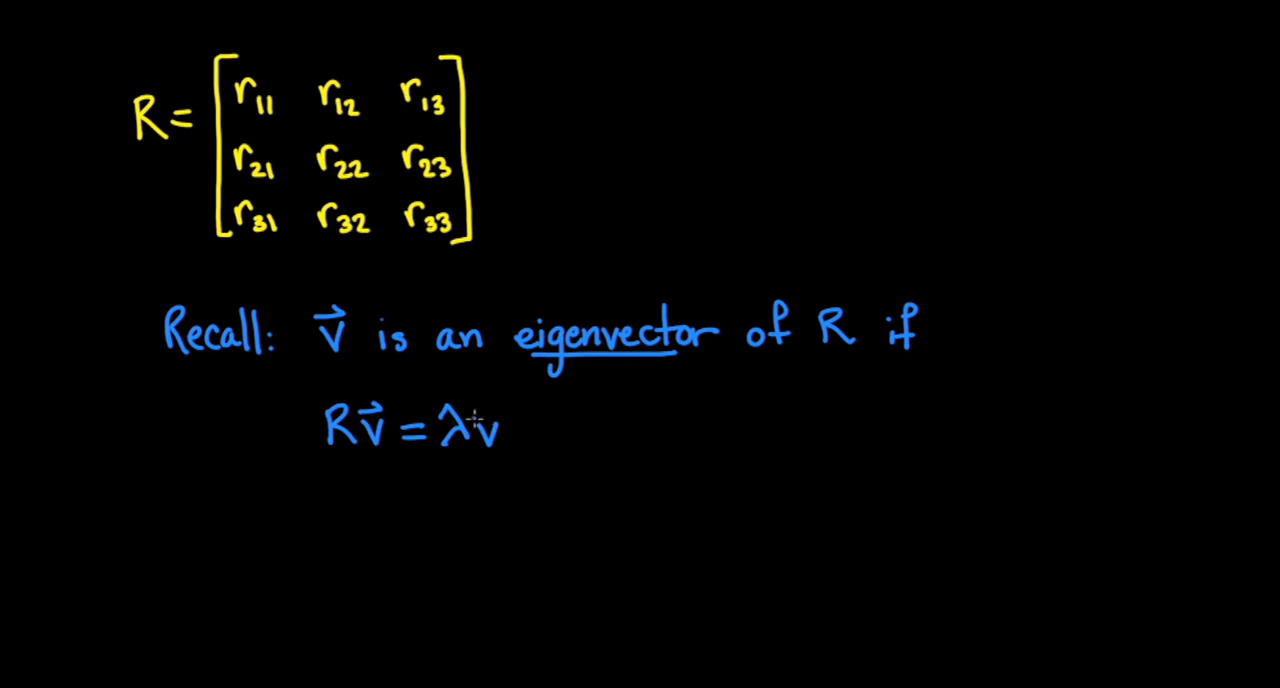 R = [r₁₁ r₁₂ r₁₃
r₂₁ r₂₂ r₂₃
r₃₁ r₃₂ r₃₃]
Recall: v⃗ is an eigenvector of R if
Rv⃗ = λv